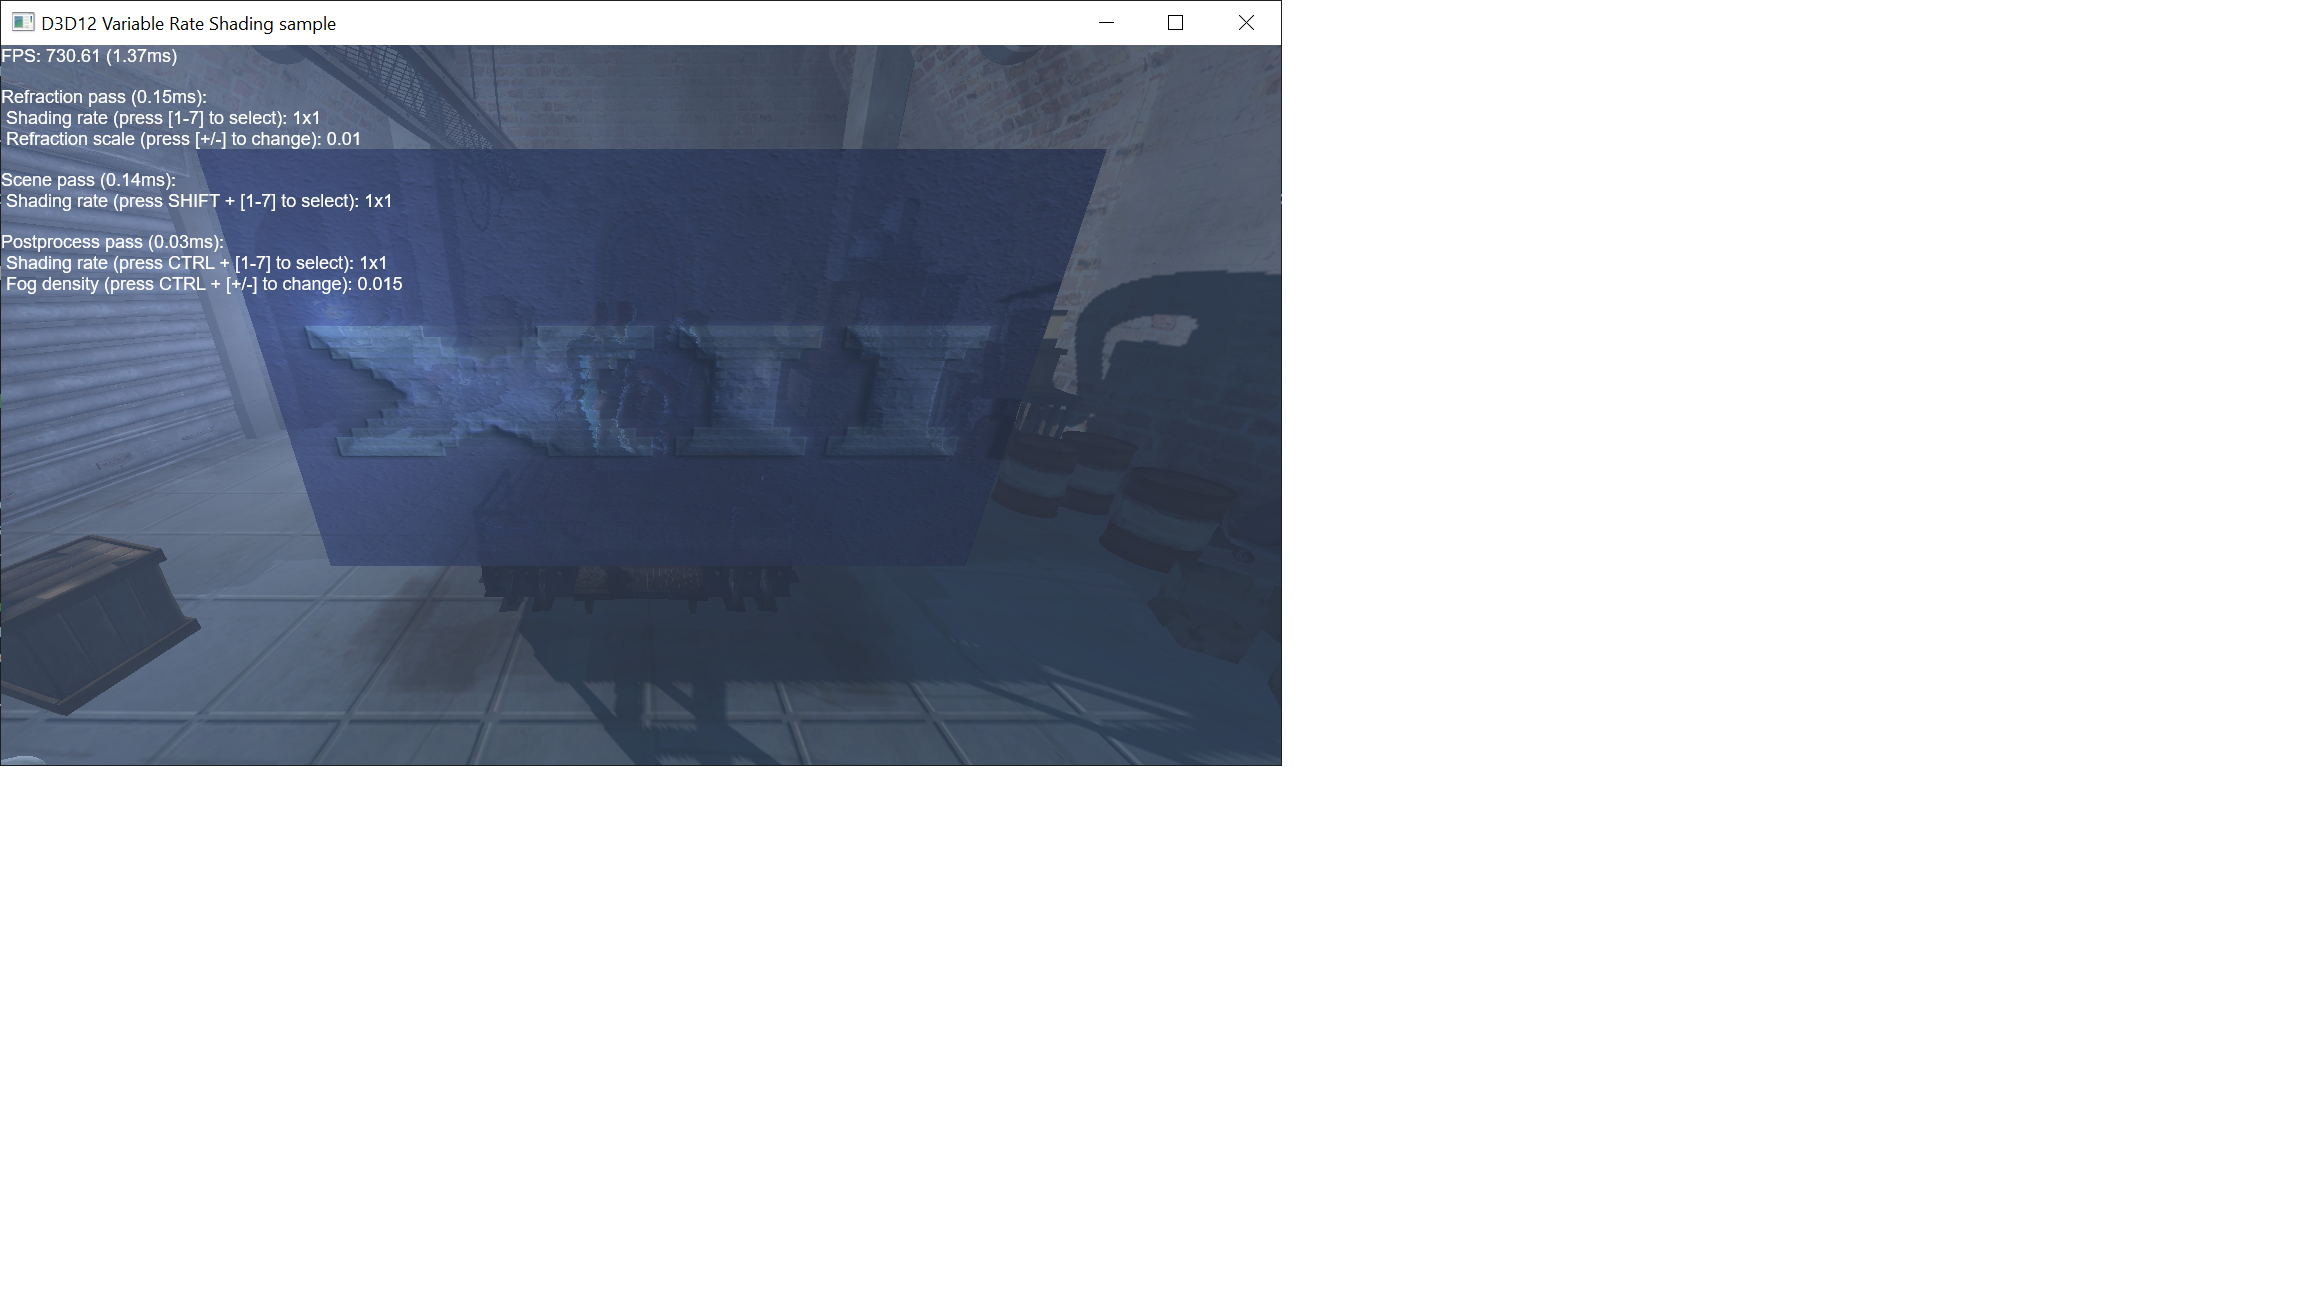 D3D12 Variable Rate Shading sample
FPS: 730.61 (1.37ms)
Refraction pass (0.15ms):
Shading rate (press [1-7] to select): 1x1
Refraction scale (press [+/-] to change): 0.01
Scene pass (0.14ms):
Shading rate (press SHIFT + [1-7] to select): 1x1
Postprocess pass (0.03ms):
Shading rate (press CTRL + [1-7] to select): 1x1
Fog density (press CTRL + [+/-] to change): 0.015
XIII